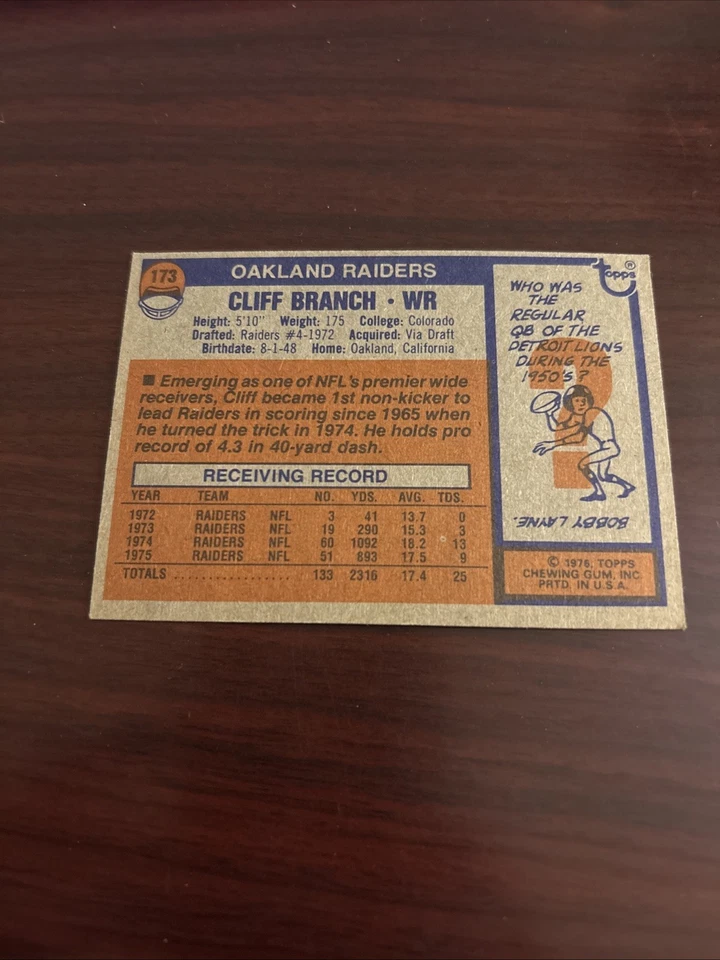 173
OAKLAND RAIDERS
CLIFF BRANCH • WR
Height: 5'10" Weight: 175 College: Colorado
Drafted: Raiders #4-1972 Acquired: Via Draft
Birthdate: 8-1-48 Home: Oakland, California
■ Emerging as one of NFL's premier wide
receivers, Cliff became 1st non-kicker to
lead Raiders in scoring since 1965 when
he turned the trick in 1974. He holds pro
record of 4.3 in 40-yard dash.
RECEIVING RECORD
YEAR TEAM NO. YDS. AVG. TDS.
1972 RAIDERS NFL 3 41 13.7 0
1973 RAIDERS NFL 19 290 15.3 3
1974 RAIDERS NFL 60 1092 18.2 13
1975 RAIDERS NFL 51 893 17.5 9
TOTALS .................... 133 2316 17.4 25
topps®
WHO WAS
THE
REGULAR
QB OF THE
DETROIT LIONS
DURING THE
1950's?
BOBBY LAYNE.
© 1976, TOPPS
CHEWING GUM, INC.
PRTD. IN U.S.A.